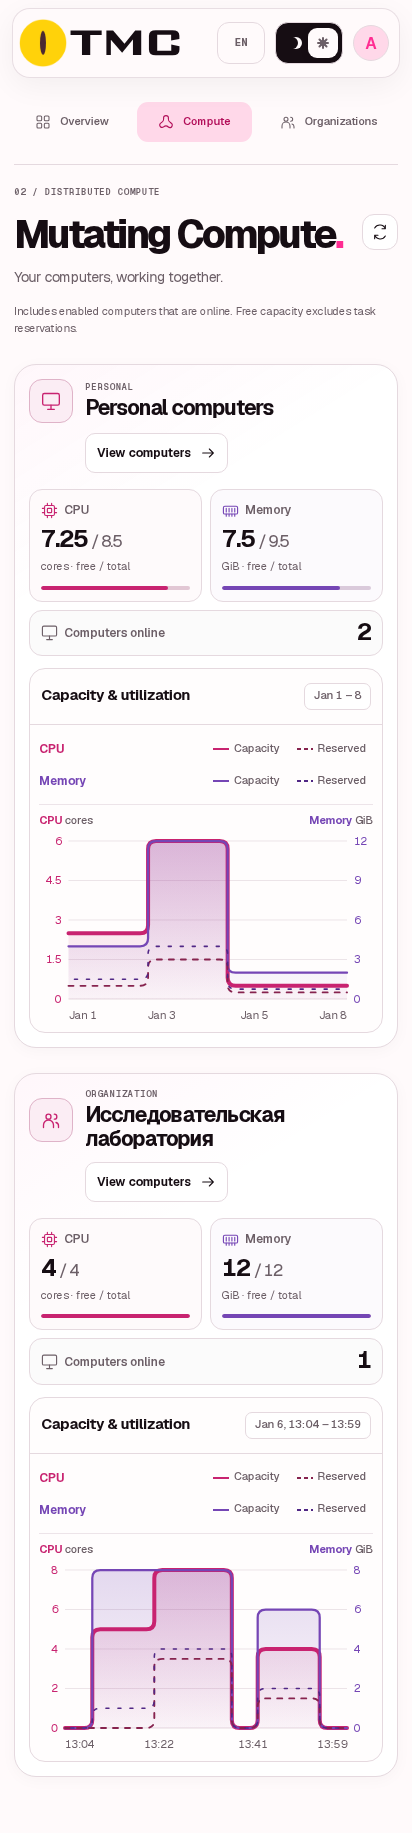 TMC
EN
A
Overview
Compute
Organizations
02 / DISTRIBUTED COMPUTE
Mutating Compute.
Your computers, working together.
Includes enabled computers that are online. Free capacity excludes task
reservations.
PERSONAL
Personal computers
View computers →
CPU
7.25 / 8.5
cores · free / total
Memory
7.5 / 9.5
GiB · free / total
Computers online
2
Capacity & utilization
Jan 1 – 8
CPU
Capacity
Reserved
Memory
Capacity
Reserved
CPU cores
Memory GiB
6
12
4.5
9
3
6
1.5
3
0
0
Jan 1
Jan 3
Jan 5
Jan 8
ORGANIZATION
Исследовательская
лаборатория
View computers →
CPU
4 / 4
cores · free / total
Memory
12 / 12
GiB · free / total
Computers online
1
Capacity & utilization
Jan 6, 13:04 – 13:59
CPU
Capacity
Reserved
Memory
Capacity
Reserved
CPU cores
Memory GiB
8
8
6
6
4
4
2
2
0
0
13:04
13:22
13:41
13:59